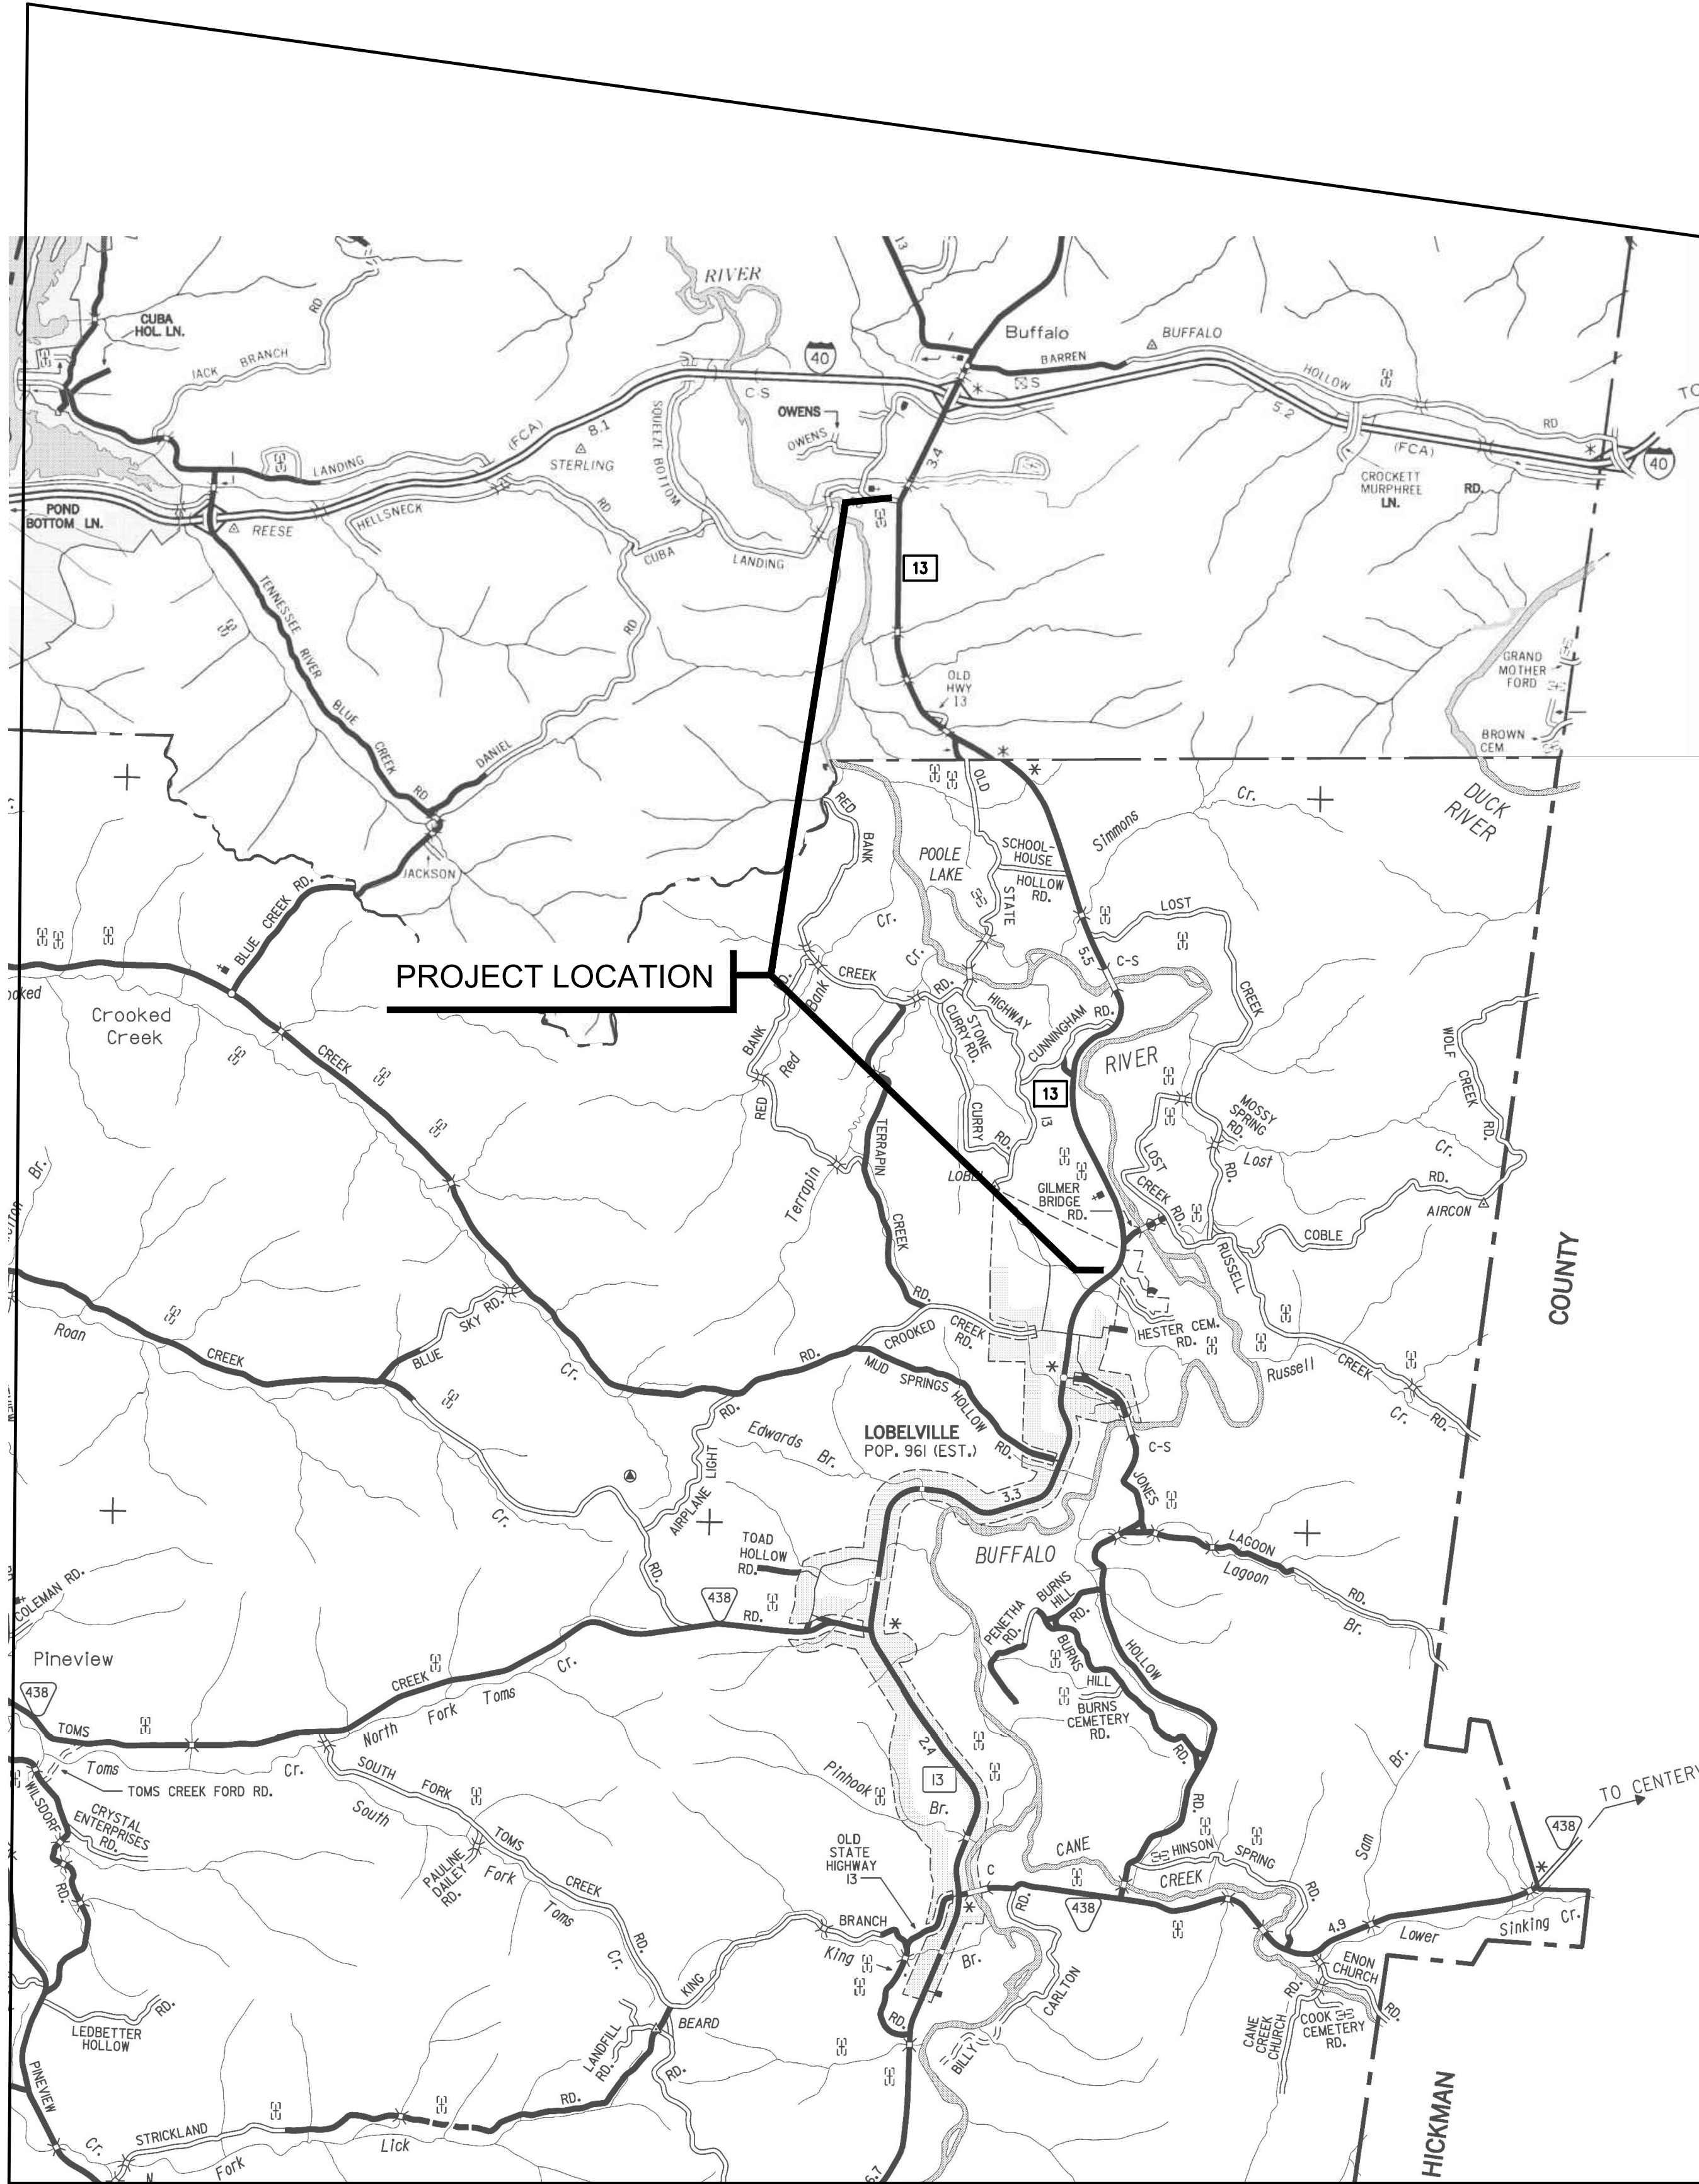 RIVER
13
CUBA
HOL. LN.
RD
JACK BRANCH
40
Buffalo
BUFFALO
BARREN
S
HOLLOW
C-S
OWENS
OWENS
SQUEEZE BOTTOM
(FCA)
8.1
STERLING
LANDING
3.4
5.2
(FCA)
RD
TO
40
CROCKETT
MURPHREE
LN.
RD.
POND
BOTTOM LN.
REESE
HELLSNECK
RD
CUBA
LANDING
13
TENNESSEE
RIVER
BLUE
CREEK
RD
DANIEL
RD
OLD
HWY
13
GRAND
MOTHER
FORD
BROWN
CEM
DUCK
RIVER
JACKSON
BLUE CREEK RD.
RED
BANK
OLD
STATE
POOLE
LAKE
SCHOOL-
HOUSE
HOLLOW
RD.
Simmons
Cr.
LOST
CREEK
5.5
C-S
Cr.
Cr.
PROJECT LOCATION
RD.
CREEK
RD.
Bank
Red
BANK
RED
STONE
CURRY RD.
HIGHWAY
CUNNINGHAM RD.
RIVER
13
13
CURRY
RD.
MOSSY
SPRING
RD.
Lost
LOST
CREEK
RD.
RD.
WOLF
CREEK
RD.
Cr.
RD.
AIRCON
COBLE
GILMER
BRIDGE
RD.
RUSSELL
Crooked
Creek
CREEK
TERRAPIN
CREEK
RD.
Terrapin
Br.
Roan
CREEK
BLUE
SKY
RD.
Cr.
RD.
CROOKED
CREEK
RD.
MUD SPRINGS HOLLOW
RD.
HESTER CEM.
RD.
Russell
CREEK
Cr.
RD.
COUNTY
LOBELVILLE
POP. 961 (EST.)
Edwards
Br.
RD.
AIRPLANE LIGHT
C-S
JONES
3.3
Cr.
RD.
TOAD
HOLLOW
RD.
BUFFALO
LAGOON
Lagoon
RD.
Br.
COLEMAN RD.
438
RD.
PENETHA
RD.
BURNS
HILL
RD.
BURNS
HILL
BURNS
CEMETERY
RD.
RD.
HOLLOW
RD.
Pineview
438
TOMS
CREEK
North Fork Toms Cr.
Toms
Cr.
TOMS CREEK FORD RD.
WILSDORF
RD.
CRYSTAL
ENTERPRISES
RD.
SOUTH FORK
TOMS
CREEK
RD.
South
Fork
Toms
Cr.
PAULINE
DAILEY
RD.
2.4
13
Pinhook
Br.
OLD
STATE
HIGHWAY
13
C
CANE
CREEK
HINSON
SPRING
RD.
438
Sam
Br.
TO CENTERV
438
4.9
Lower
Sinking Cr.
BRANCH
King
Br.
KING
RD.
RD.
CARLTON
BILLY
ENON
CHURCH
RD.
CANE
CREEK
CHURCH
RD.
COOK
CEMETERY
RD.
LEDBETTER
HOLLOW
RD.
BEARD
LANDFILL
RD.
RD.
PINEVIEW
STRICKLAND
RD.
Cr.
N
Fork
Lick
6.7
HICKMAN